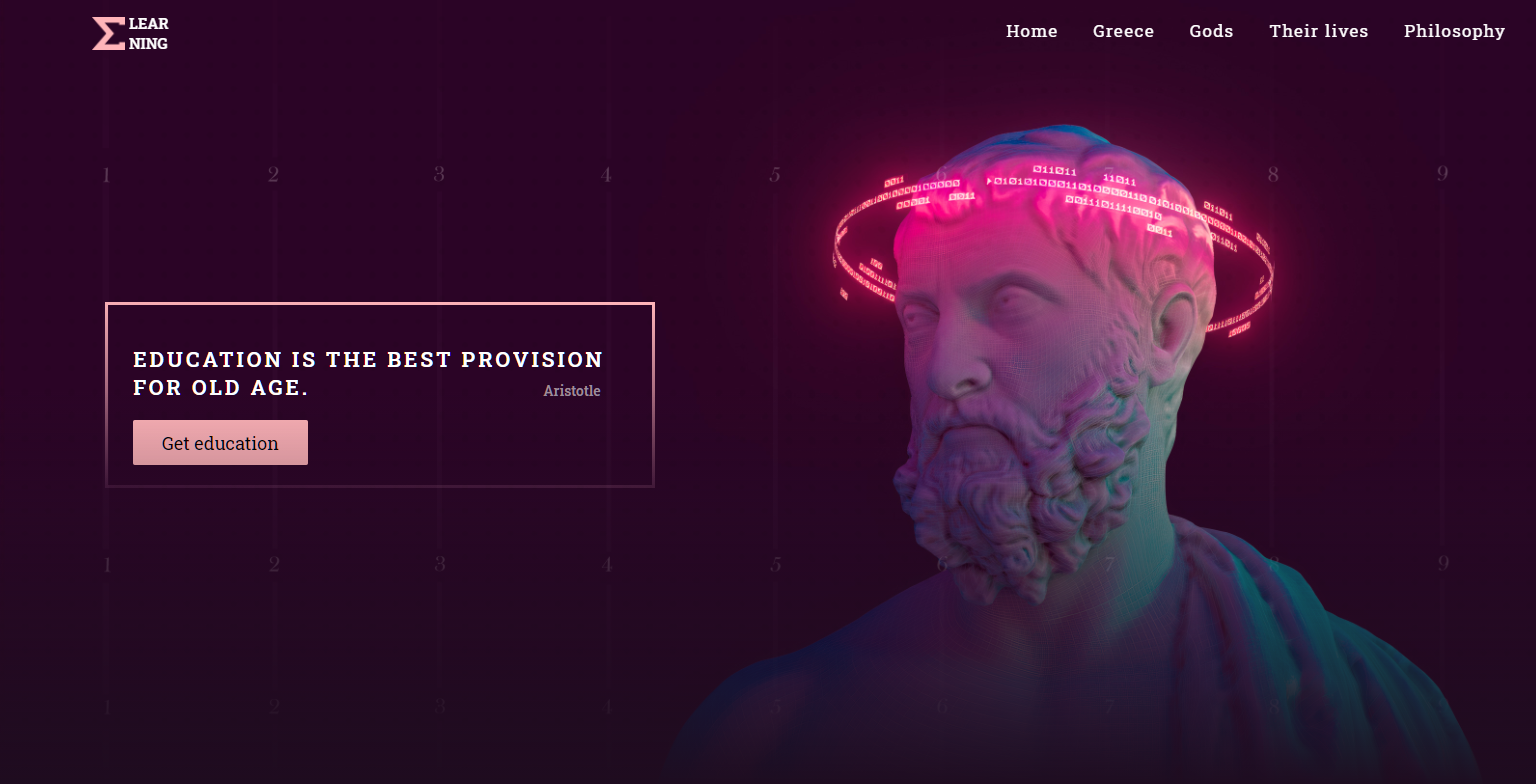 Σ LEAR
NING
Home Greece Gods Their lives Philosophy
1 2 3 4 5 6 8 9
EDUCATION IS THE BEST PROVISION
FOR OLD AGE.
Aristotle
Get education
1 2 3 4 5 6 7 8 9
1 2 3 4 5 6 7 8 9